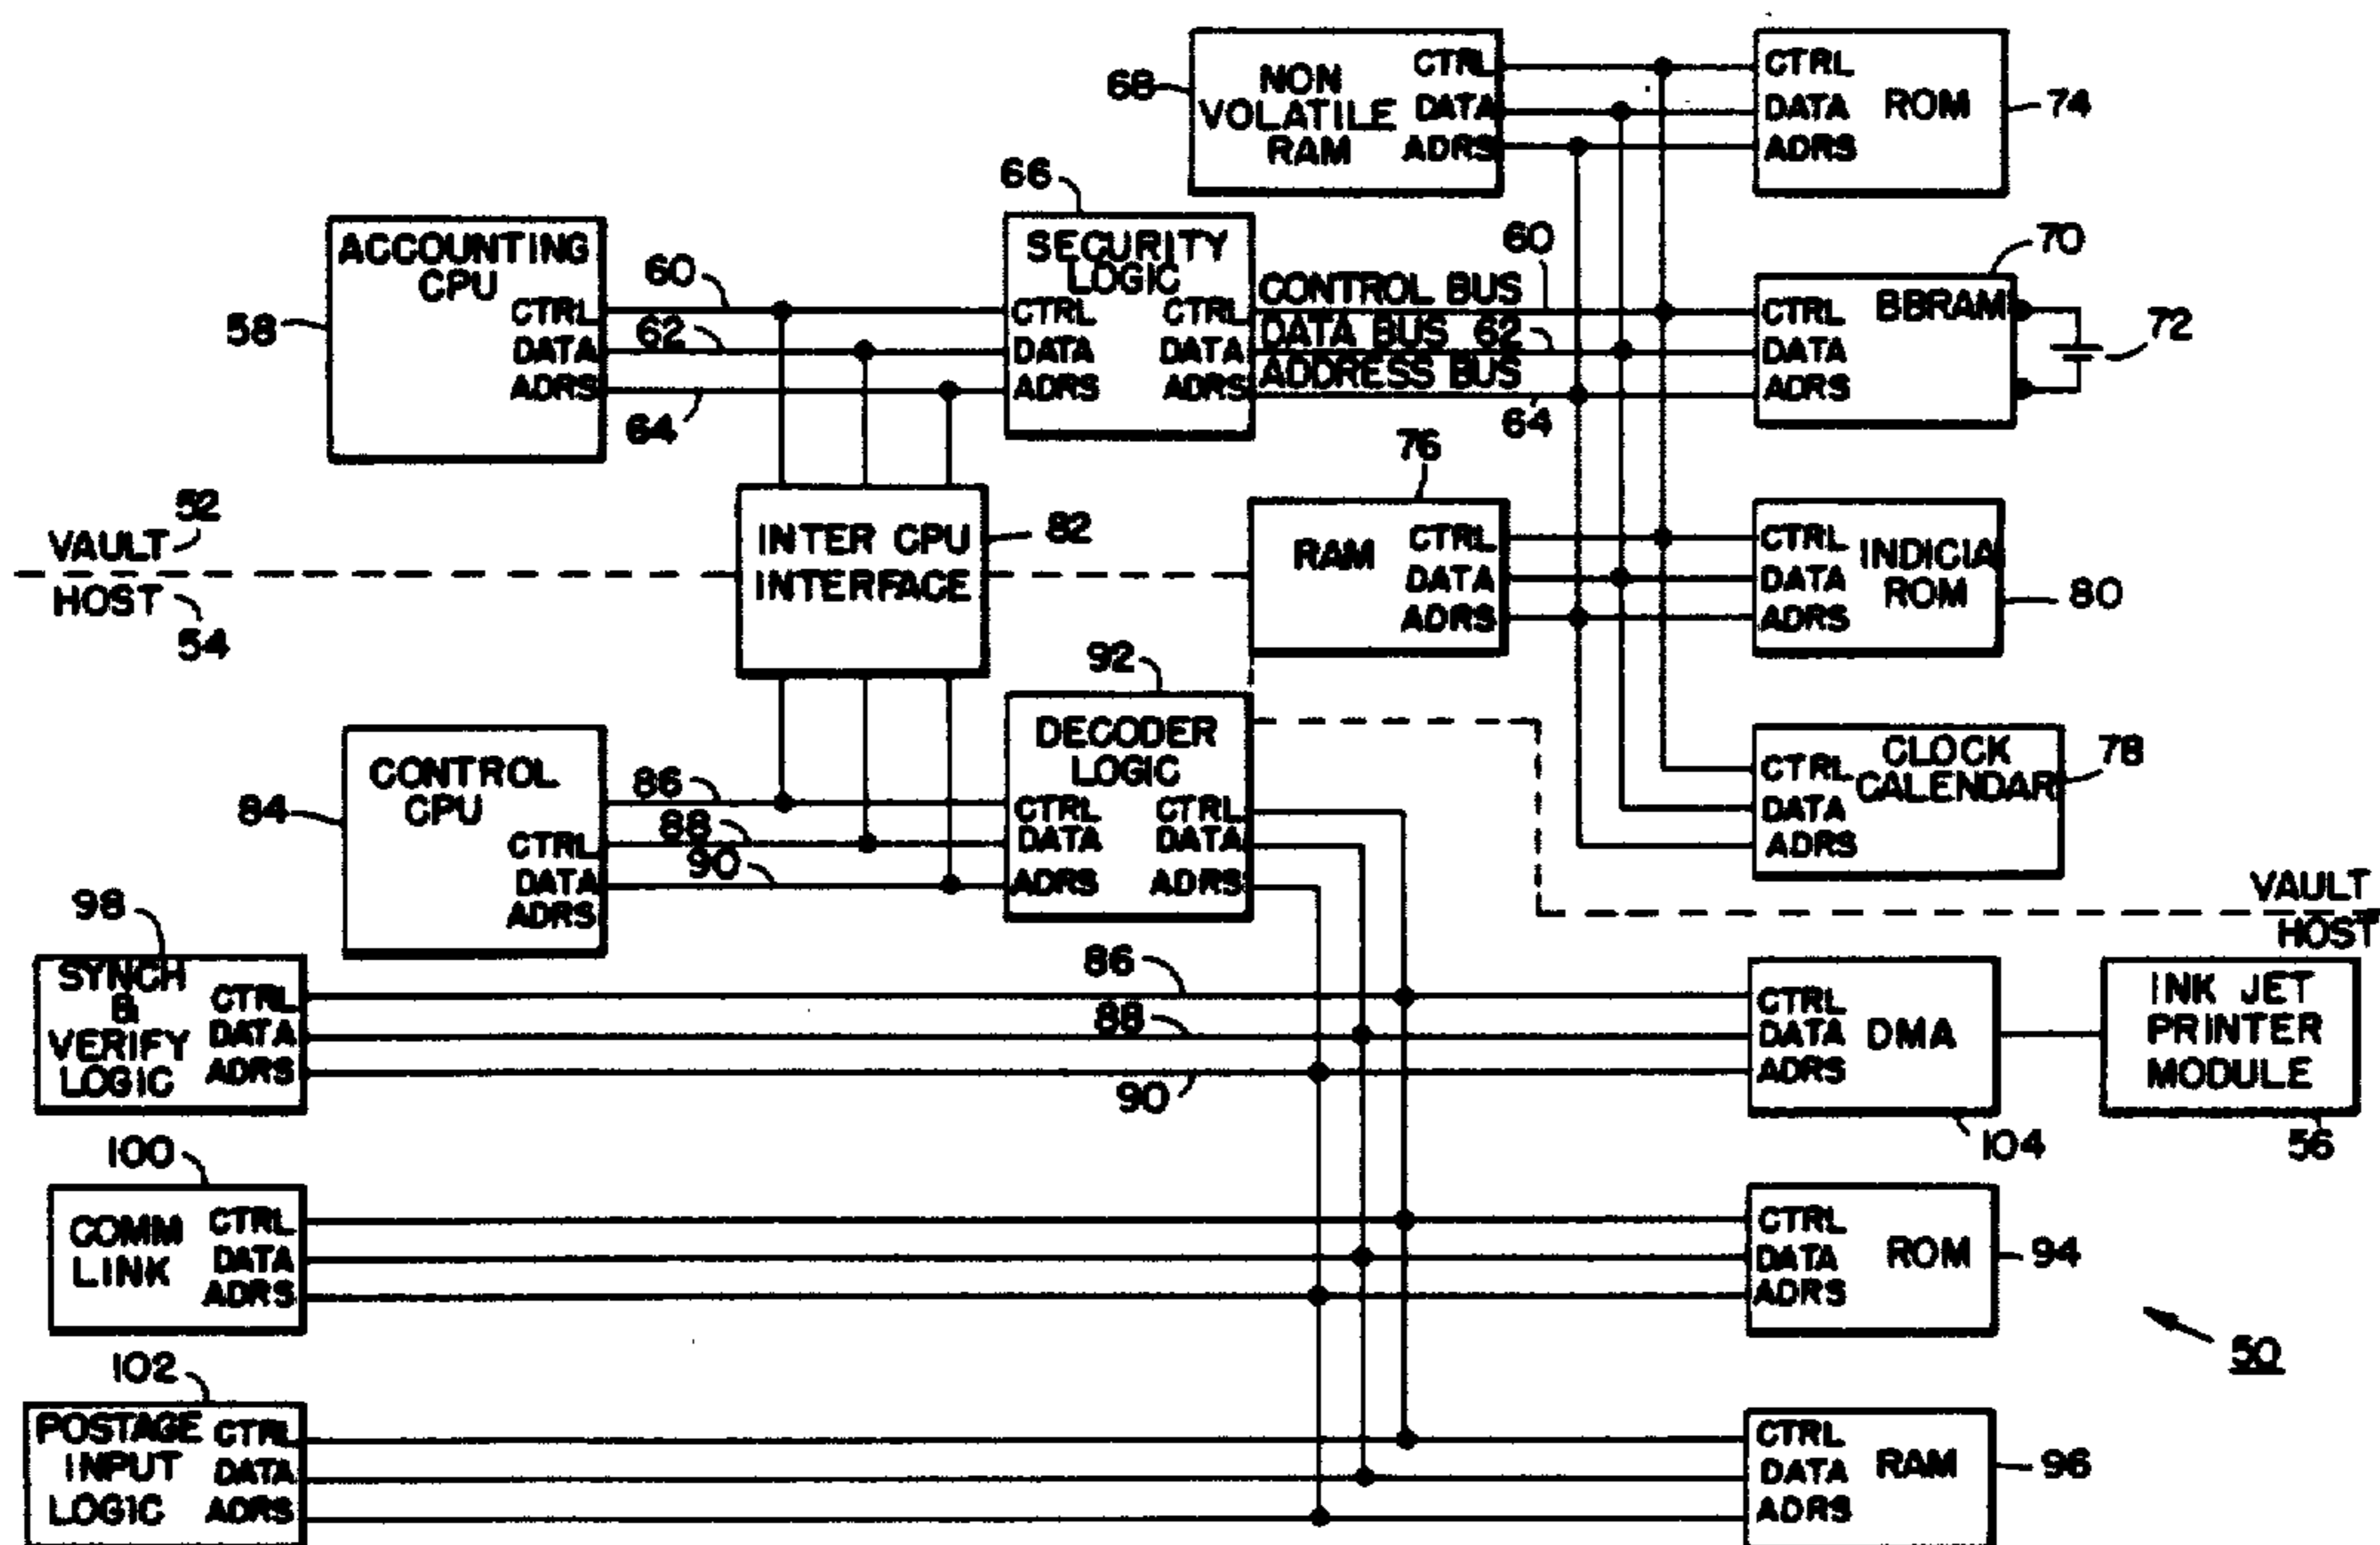 68
NON
VOLATILE
RAM
CTRL
DATA
ADRS
CTRL
DATA
ADRS
ROM
74
66
ACCOUNTING
CPU
CTRL
DATA
ADRS
58
60
62
64
SECURITY
LOGIC
CTRL
DATA
ADRS
CTRL
DATA
ADRS
CONTROL BUS
60
DATA BUS 62
ADDRESS BUS
64
70
BBRAM
CTRL
DATA
ADRS
72
VAULT 52
HOST
54
INTER CPU
INTERFACE
82
76
RAM
CTRL
DATA
ADRS
CTRL
DATA
ADRS
INDICIA
ROM
80
CLOCK
CALENDAR
CTRL
DATA
ADRS
78
84
CONTROL
CPU
CTRL
DATA
ADRS
86
88
90
92
DECODER
LOGIC
CTRL
DATA
ADRS
CTRL
DATA
ADRS
VAULT
HOST
98
SYNCH
&
VERIFY
LOGIC
CTRL
DATA
ADRS
86
88
90
CTRL
DATA
ADRS
DMA
104
INK JET
PRINTER
MODULE
56
100
COMM
LINK
CTRL
DATA
ADRS
CTRL
DATA
ADRS
ROM
94
50
102
POSTAGE
INPUT
LOGIC
CTRL
DATA
ADRS
CTRL
DATA
ADRS
RAM
96